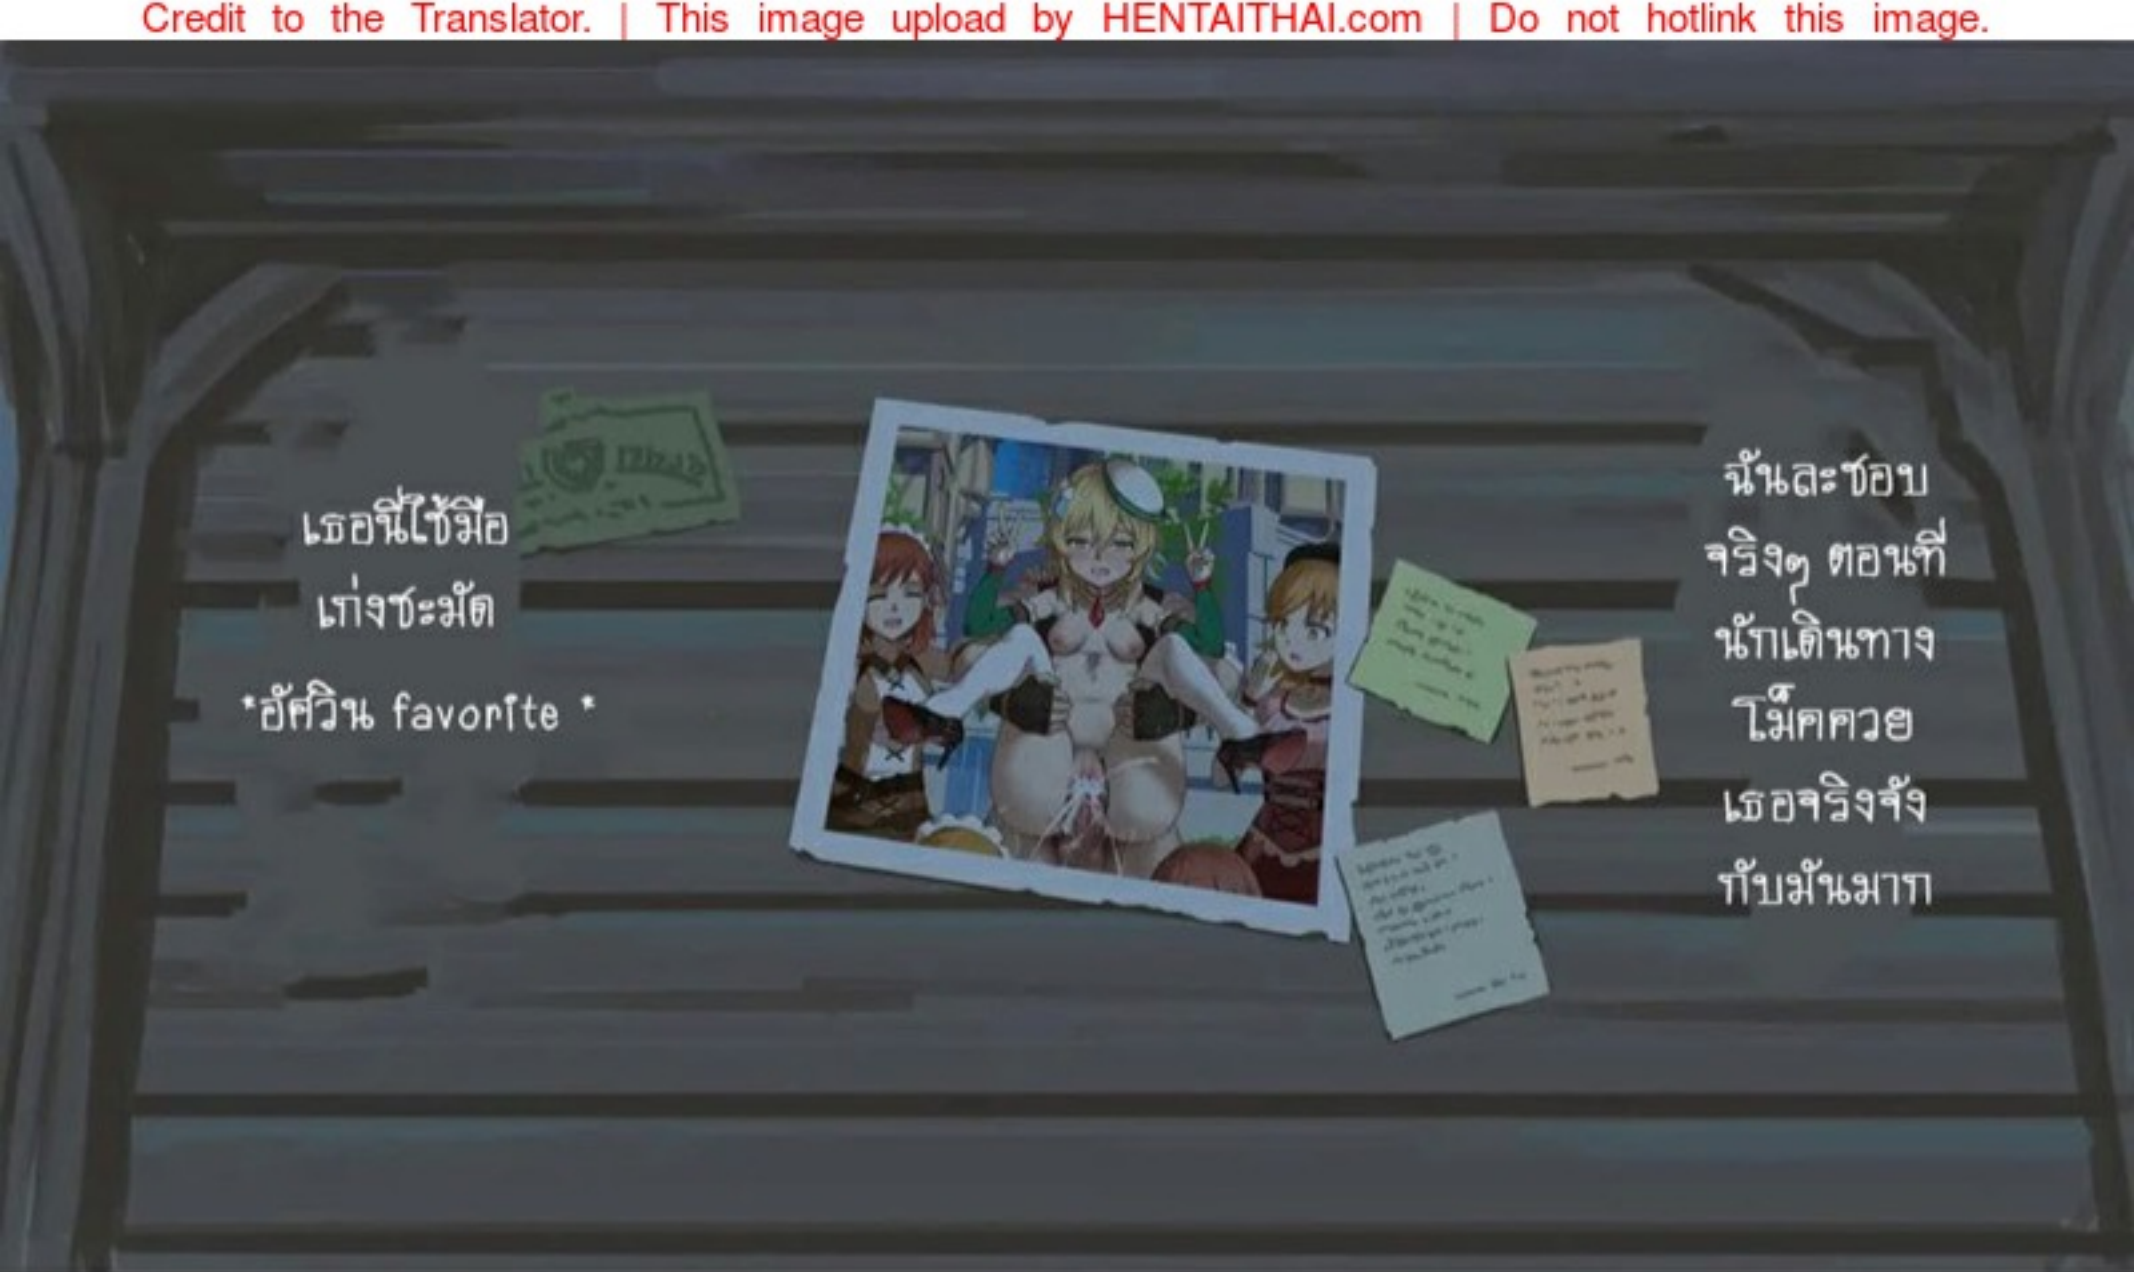 Credit to the Translator. | This image upload by HENTAITHAI.com | Do not hotlink this image.
เธอนี่ใช้มือ
เก่งชะมัด
*อัศวิน favorite *
ฉันละชอบ
จริงๆ ตอนที่
นักเดินทาง
โม็คควย
เธอจริงจัง
กับมันมาก